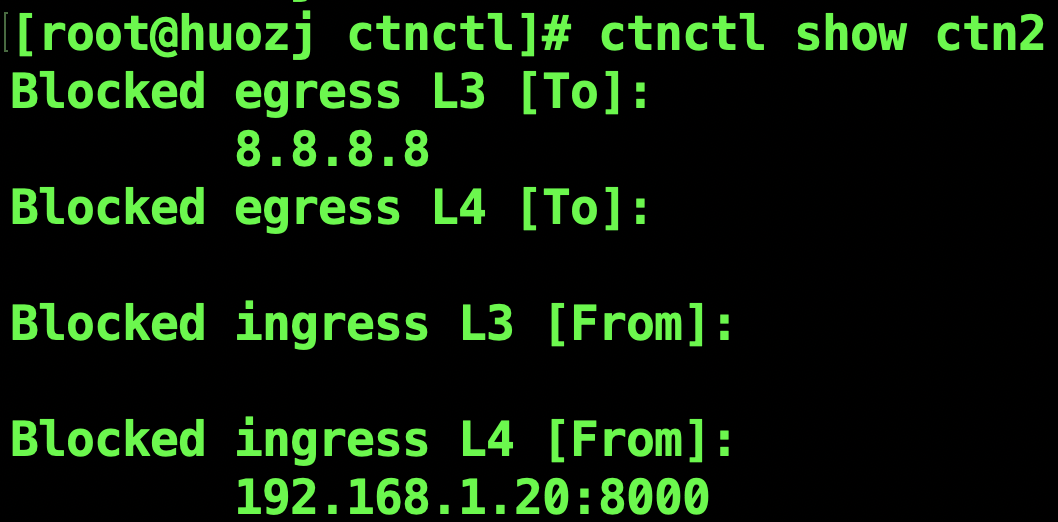 [root@huozj ctnctl]# ctnctl show ctn2
Blocked egress L3 [To]:
8.8.8.8
Blocked egress L4 [To]:
Blocked ingress L3 [From]:
Blocked ingress L4 [From]:
192.168.1.20:8000